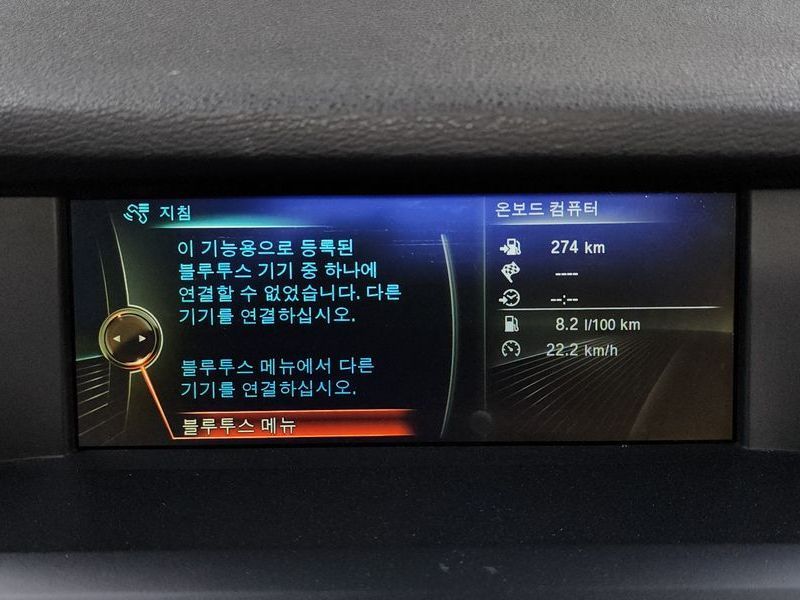 지침
이 기능용으로 등록된
블루투스 기기 중 하나에
연결할 수 없었습니다. 다른
기기를 연결하십시오.
블루투스 메뉴에서 다른
기기를 연결하십시오.
블루투스 메뉴
온보드 컴퓨터
274 km
----
--:--
8.2 l/100 km
22.2 km/h